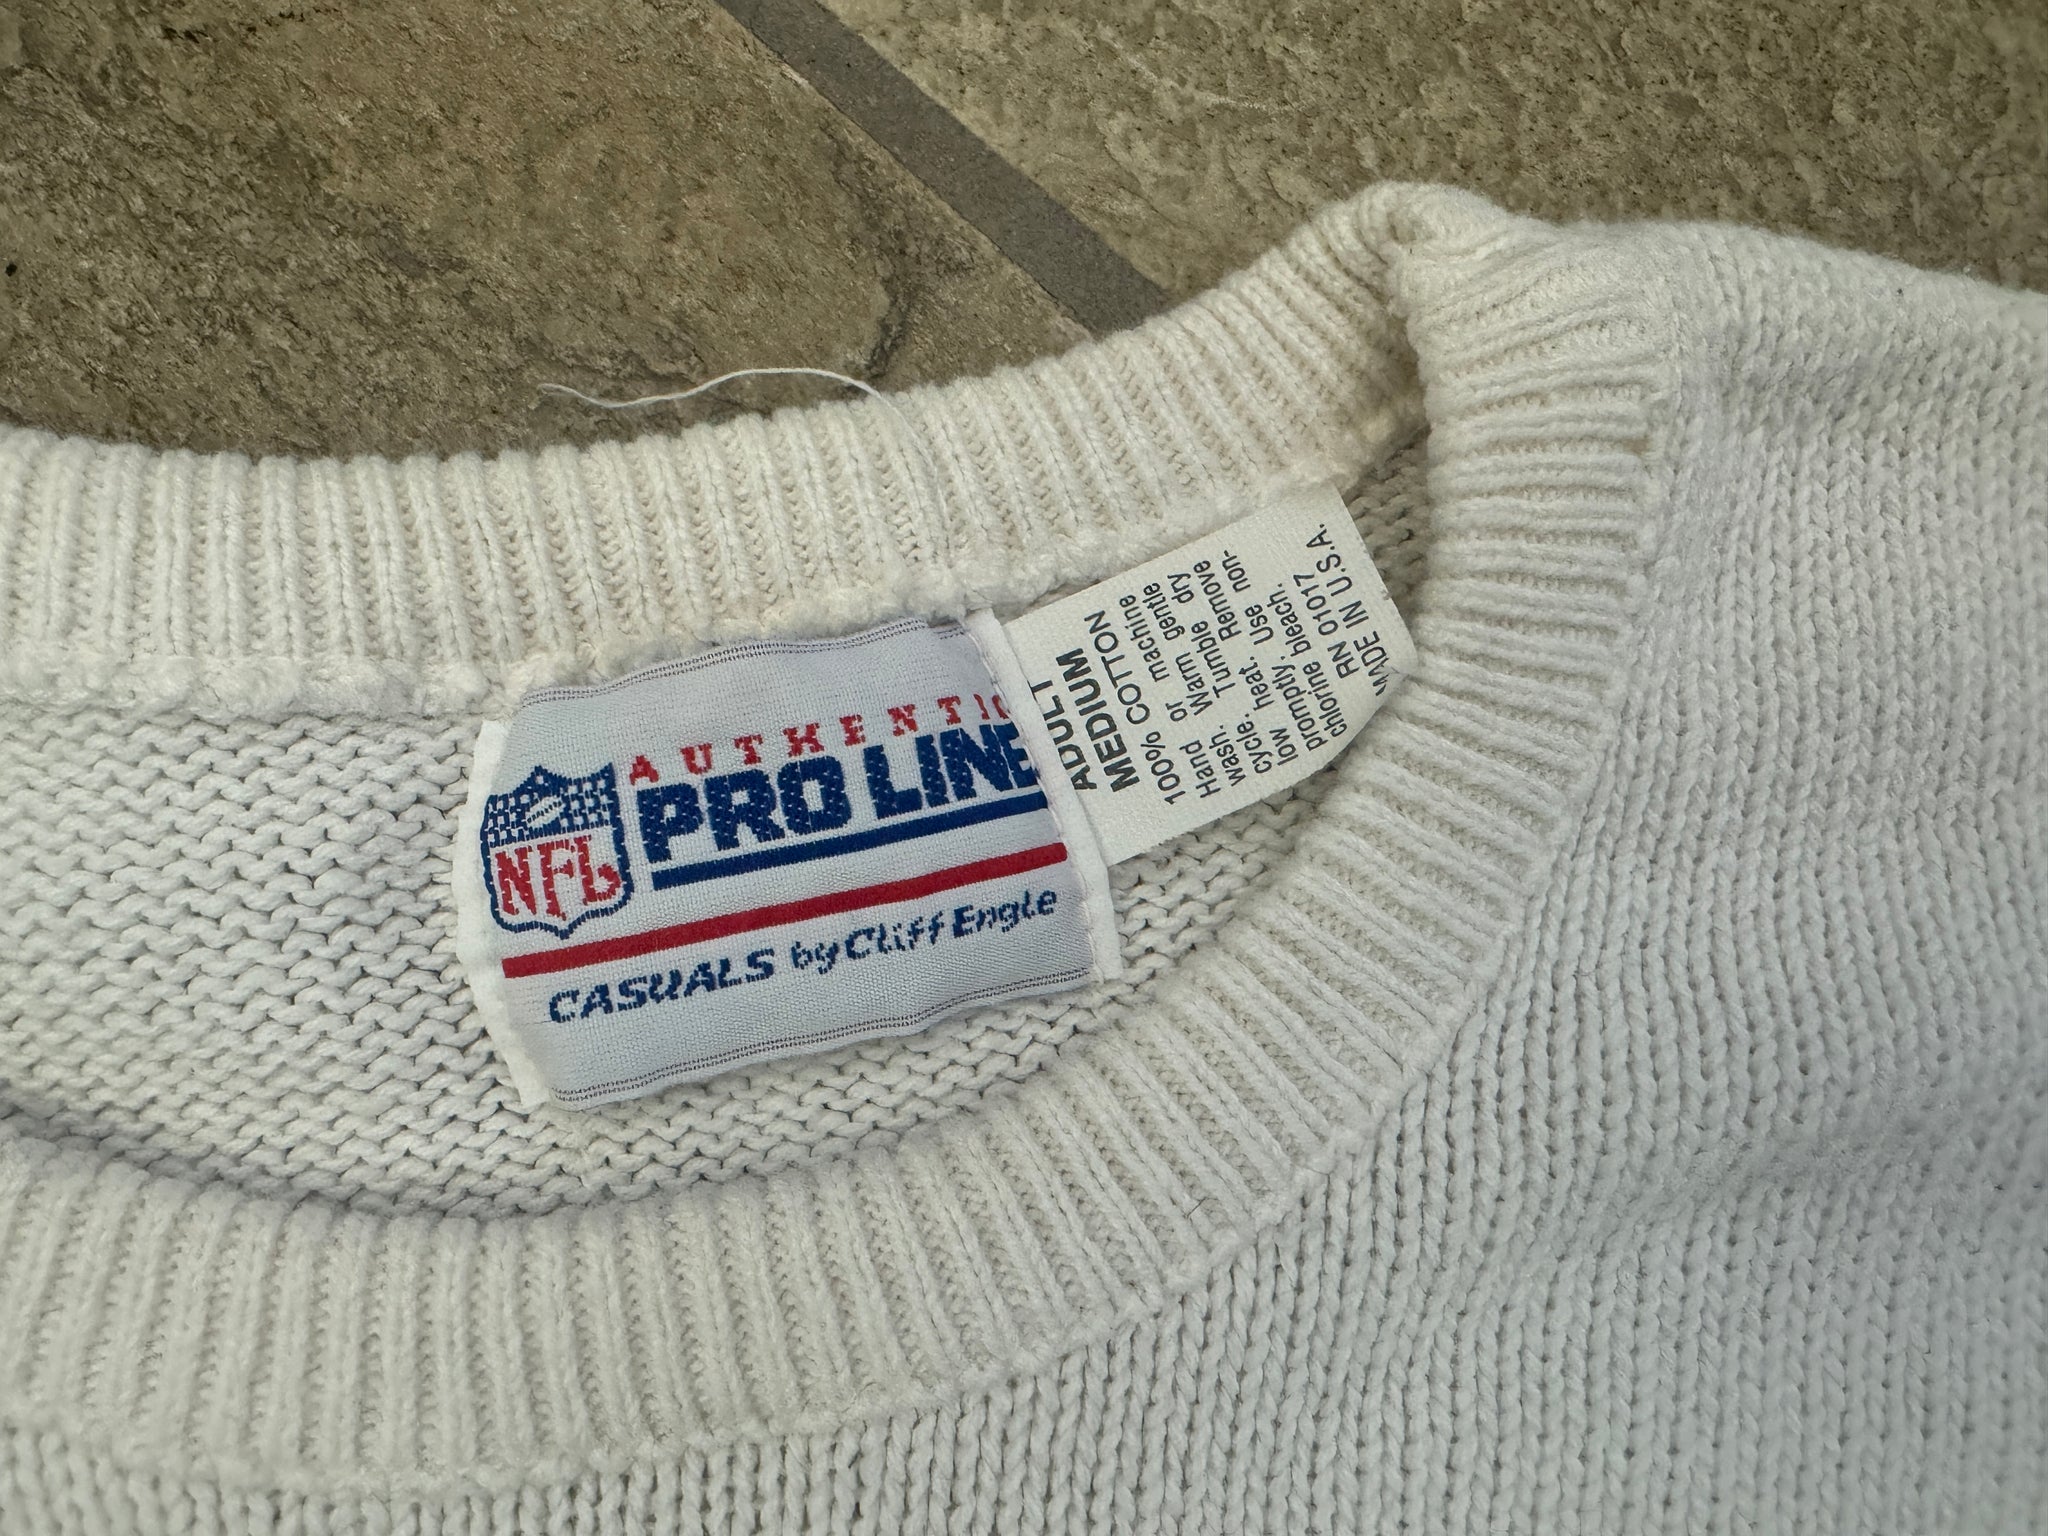 AUTHENTIC
PRO LINE
NFL
CASUALS by Cliff Engle
ADULT
MEDIUM
100% COTTON
Hand or machine
wash. Warm gentle
cycle. Tumble dry
low heat. Remove
promptly. Use non-
chlorine bleach.
RN 01017
MADE IN U.S.A.